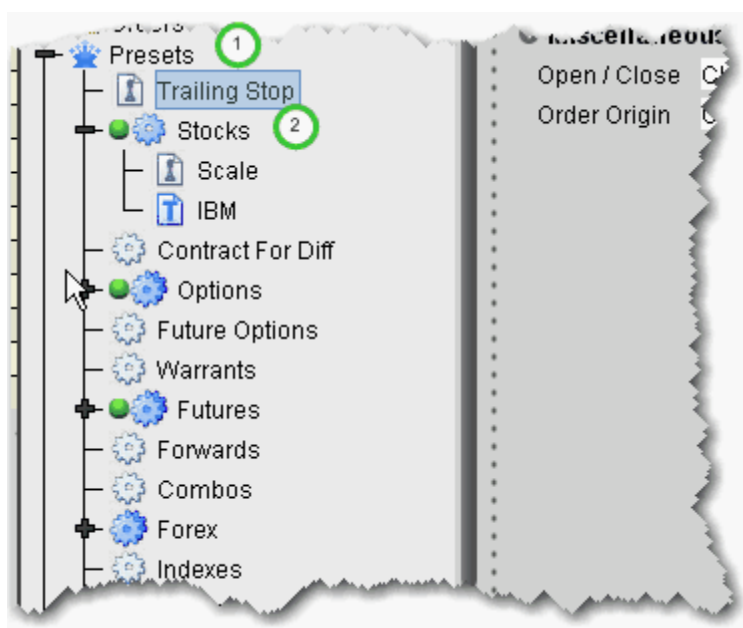 Presets 1
Trailing Stop
Stocks 2
Scale
T IBM
Contract For Diff
Options
Future Options
Warrants
Futures
Forwards
Combos
Forex
Indexes
Miscellaneous
Open / Close
Order Origin